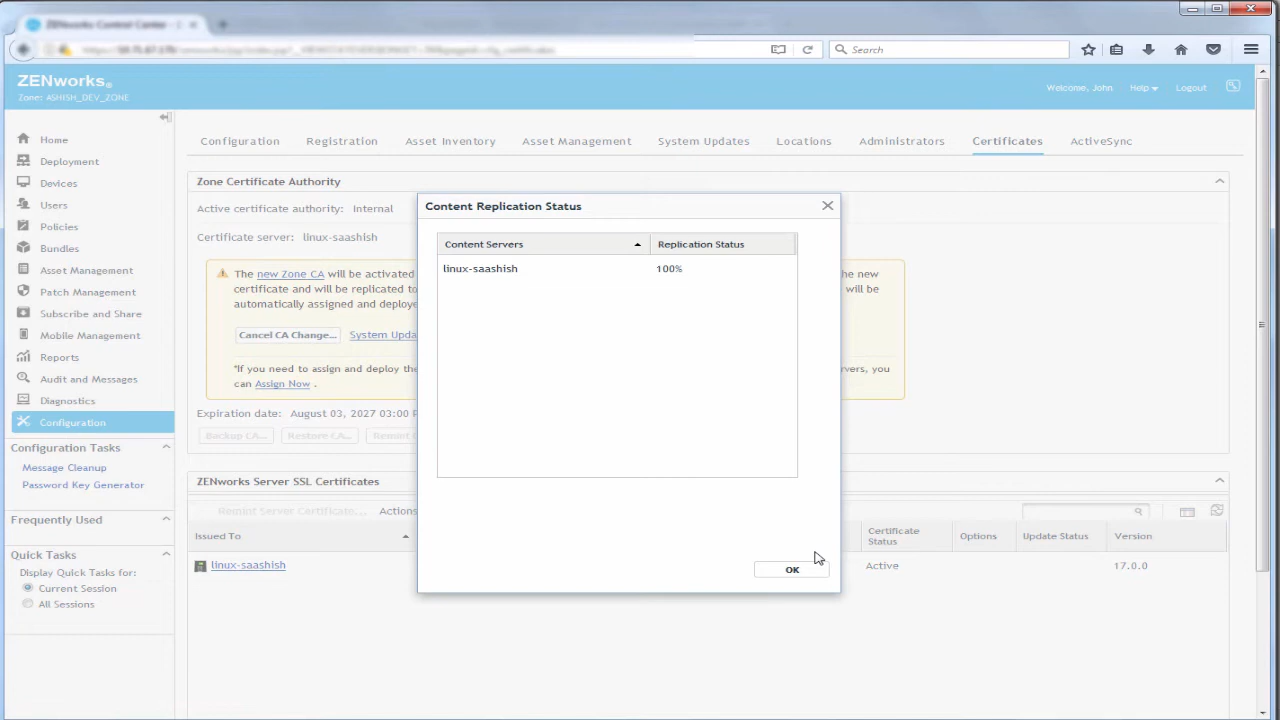 Search
ZENworks
Zone: ASHISH_DEV_ZONE
Welcome, John
Help
Logout
Home
Deployment
Devices
Users
Policies
Bundles
Asset Management
Patch Management
Subscribe and Share
Mobile Management
Reports
Audit and Messages
Diagnostics
Configuration
Configuration Tasks
Message Cleanup
Password Key Generator
Frequently Used
Quick Tasks
Display Quick Tasks for:
Current Session
All Sessions
Configuration Registration Asset Inventory Asset Management System Updates Locations Administrators Certificates ActiveSync
Zone Certificate Authority
Active certificate authority: Internal
Certificate server: linux-saashish
The new Zone CA will be activated
the new
certificate and will be replicated to
will be
automatically assigned and deploye
Cancel CA Change... System Upda
*If you need to assign and deploy the
rvers, you
can Assign Now .
Expiration date: August 03, 2027 03:00 P
Backup CA... Restore CA... Remint C
Content Replication Status
Content Servers Replication Status
linux-saashish 100%
OK
ZENworks Server SSL Certificates
Remint Server Certificate... Actions
Issued To Certificate Status Options Update Status Version
linux-saashish Active 17.0.0